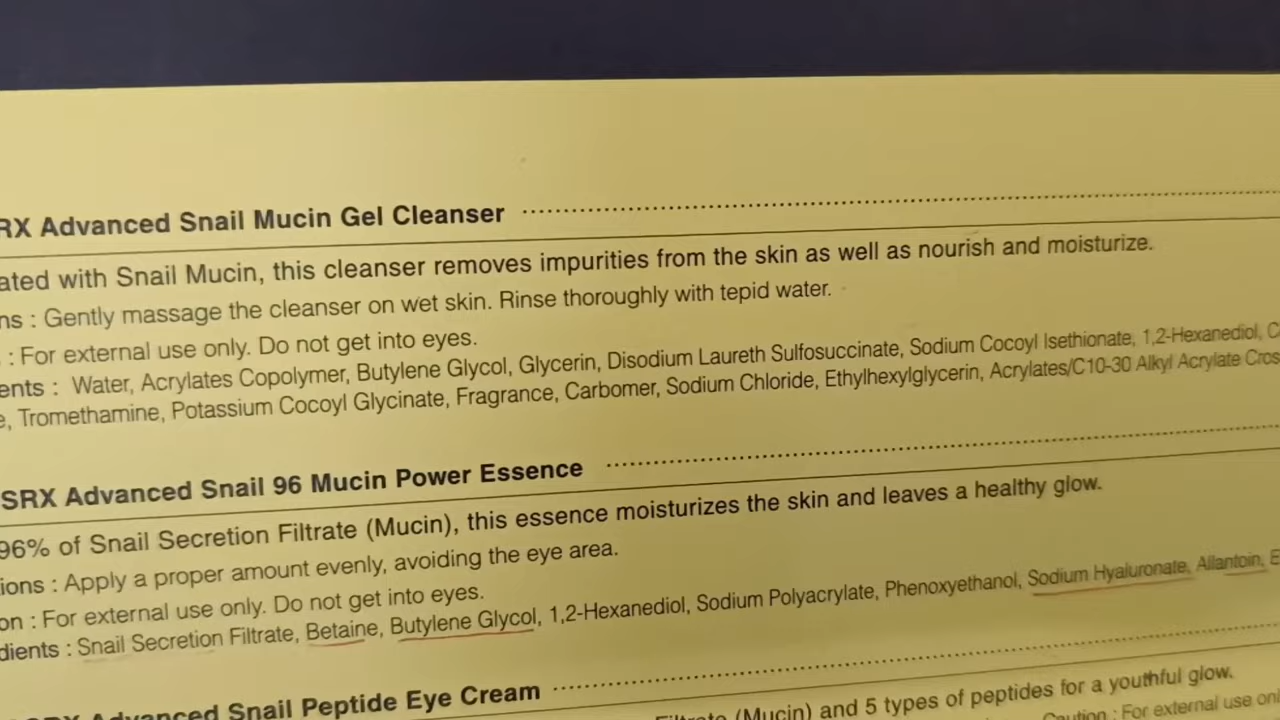 RX Advanced Snail Mucin Gel Cleanser
ated with Snail Mucin, this cleanser removes impurities from the skin as well as nourish and moisturize.
ns : Gently massage the cleanser on wet skin. Rinse thoroughly with tepid water.
: For external use only. Do not get into eyes.
ents : Water, Acrylates Copolymer, Butylene Glycol, Glycerin, Disodium Laureth Sulfosuccinate, Sodium Cocoyl Isethionate, 1,2-Hexanediol, C
e, Tromethamine, Potassium Cocoyl Glycinate, Fragrance, Carbomer, Sodium Chloride, Ethylhexylglycerin, Acrylates/C10-30 Alkyl Acrylate Cros
SRX Advanced Snail 96 Mucin Power Essence
96% of Snail Secretion Filtrate (Mucin), this essence moisturizes the skin and leaves a healthy glow.
ions : Apply a proper amount evenly, avoiding the eye area.
on : For external use only. Do not get into eyes.
dients : Snail Secretion Filtrate, Betaine, Butylene Glycol, 1,2-Hexanediol, Sodium Polyacrylate, Phenoxyethanol, Sodium Hyaluronate, Allantoin, E
RX Advanced Snail Peptide Eye Cream
Filtrate (Mucin) and 5 types of peptides for a youthful glow.
Caution : For external use onl